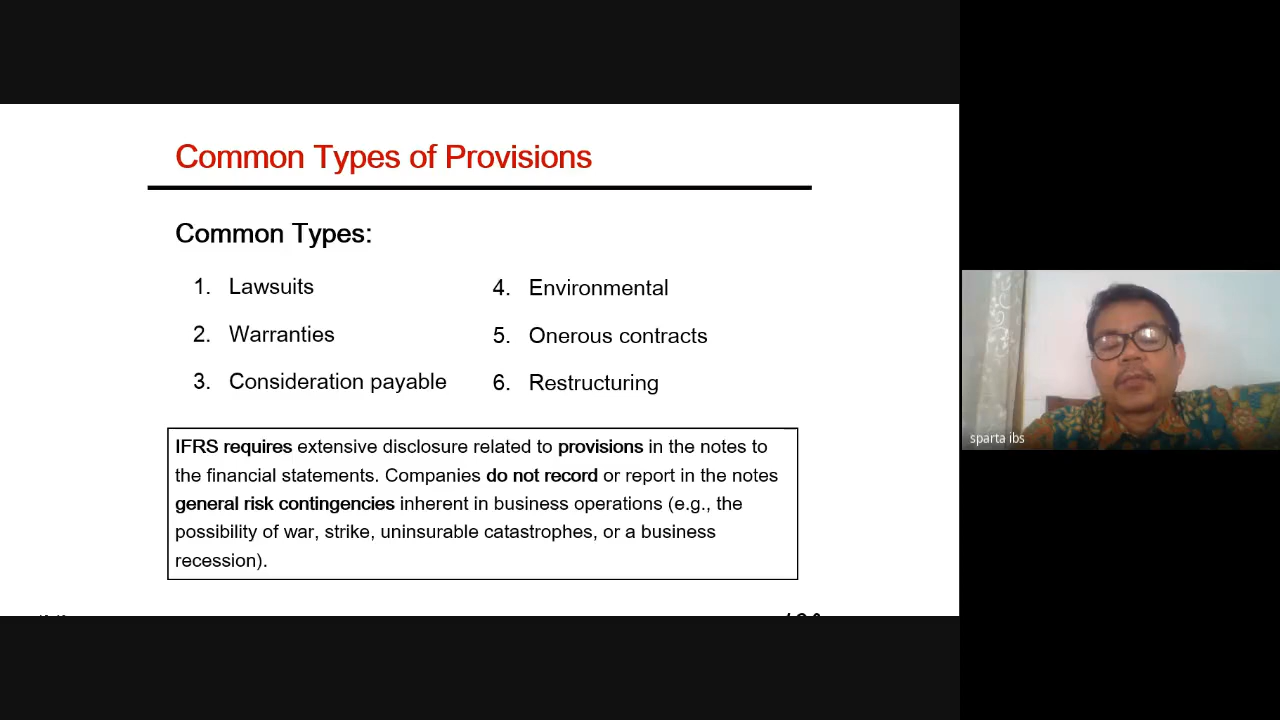 Common Types of Provisions
Common Types:
1. Lawsuits
2. Warranties
3. Consideration payable
4. Environmental
5. Onerous contracts
6. Restructuring
IFRS requires extensive disclosure related to provisions in the notes to
the financial statements. Companies do not record or report in the notes
general risk contingencies inherent in business operations (e.g., the
possibility of war, strike, uninsurable catastrophes, or a business
recession).
sparta ibs